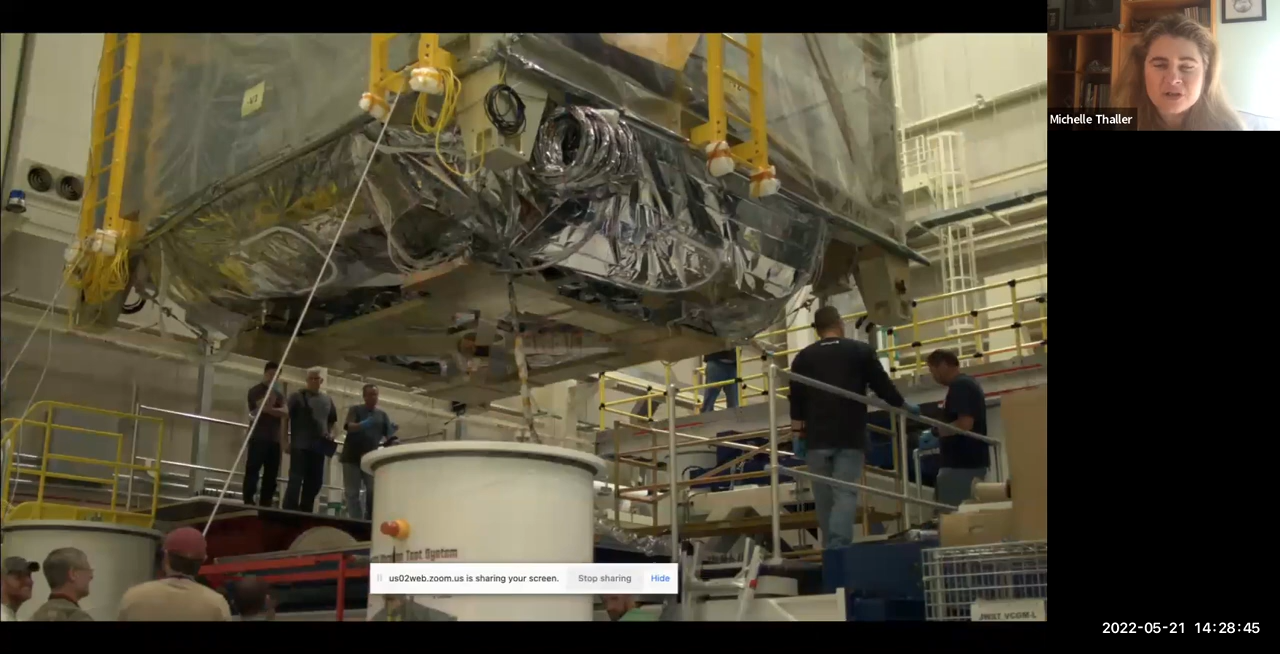 Michelle Thaller
Test System
us02web.zoom.us is sharing your screen.
Stop sharing
Hide
JWST VCGM-L
2022-05-21 14:28:45